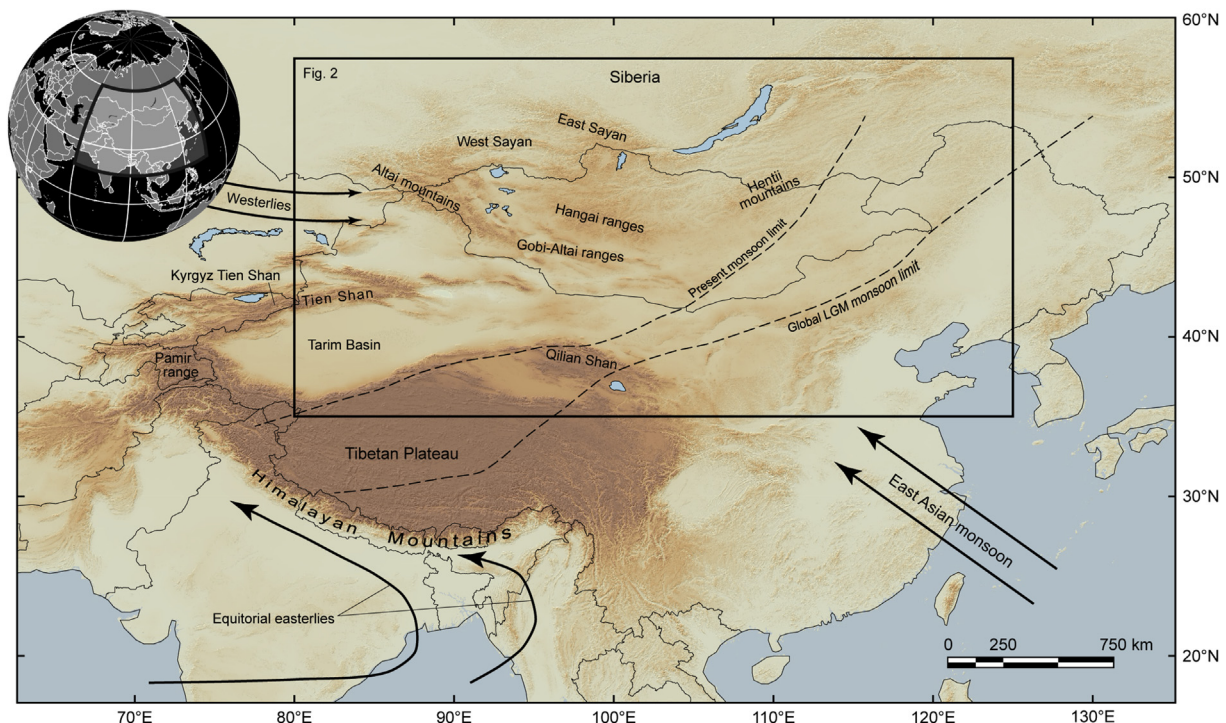 60°N
Fig. 2
Siberia
East Sayan
West Sayan
Altai mountains
50°N
Hentii
mountains
Westerlies
Hangai ranges
Gobi-Altai ranges
Present monsoon limit
Kyrgyz Tien Shan
Tien Shan
Global LGM monsoon limit
40°N
Tarim Basin
Pamir
range
Qilian Shan
Tibetan Plateau
Himalayan Mountains
30°N
East Asian monsoon
Equitorial easterlies
0 250 750 km
20°N
70°E 80°E 90°E 100°E 110°E 120°E 130°E